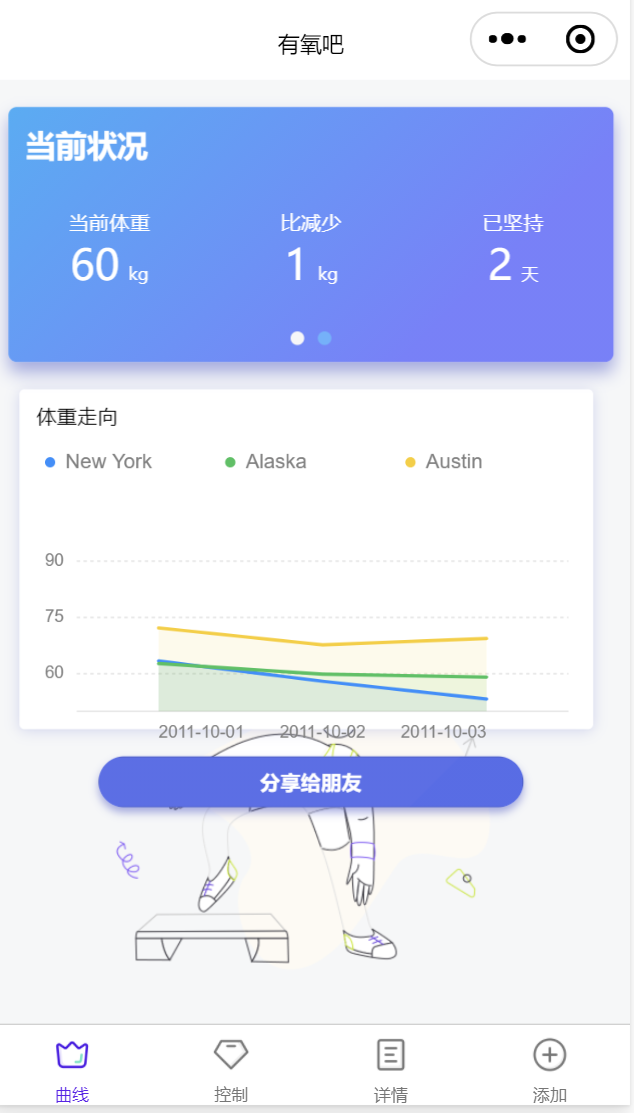 有氧吧
当前状况
当前体重 比减少 已坚持
60 kg 1 kg 2 天
体重走向
New York Alaska Austin
90
75
60
2011-10-01 2011-10-02 2011-10-03
分享给朋友
曲线 控制 详情 添加